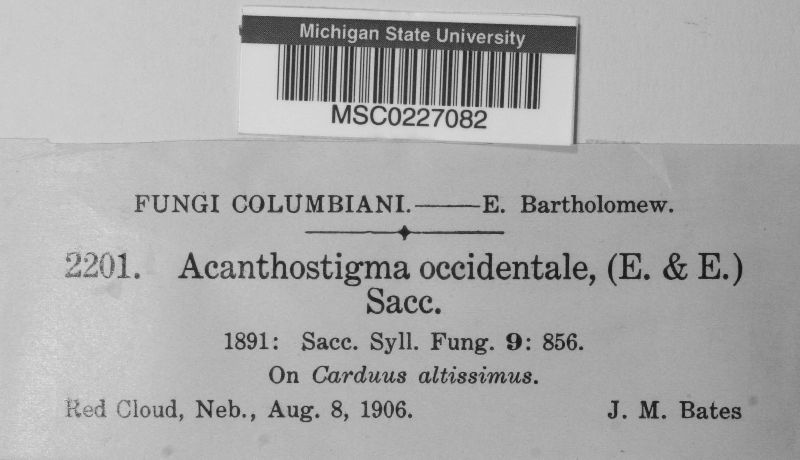 Michigan State University
MSC0227082
FUNGI COLUMBIANI.——E. Bartholomew.
2201. Acanthostigma occidentale, (E. & E.)
Sacc.
1891: Sacc. Syll. Fung. 9: 856.
On Carduus altissimus.
Red Cloud, Neb., Aug. 8, 1906. J. M. Bates